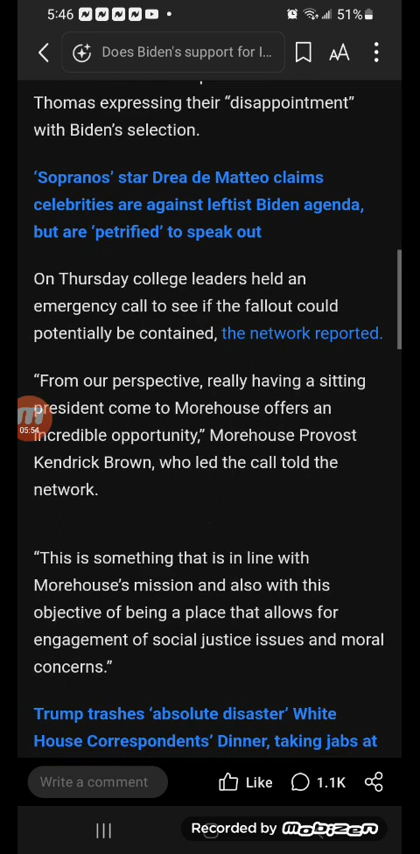 5:46
51%
Does Biden's support for I...
AA
Thomas expressing their “disappointment”
with Biden’s selection.
‘Sopranos’ star Drea de Matteo claims
celebrities are against leftist Biden agenda,
but are ‘petrified’ to speak out
On Thursday college leaders held an
emergency call to see if the fallout could
potentially be contained, the network reported.
“From our perspective, really having a sitting
president come to Morehouse offers an
incredible opportunity,” Morehouse Provost
05:54
Kendrick Brown, who led the call told the
network.
“This is something that is in line with
Morehouse’s mission and also with this
objective of being a place that allows for
engagement of social justice issues and moral
concerns.”
Trump trashes ‘absolute disaster’ White
House Correspondents’ Dinner, taking jabs at
Write a comment
Like
1.1K
Recorded by mobizen